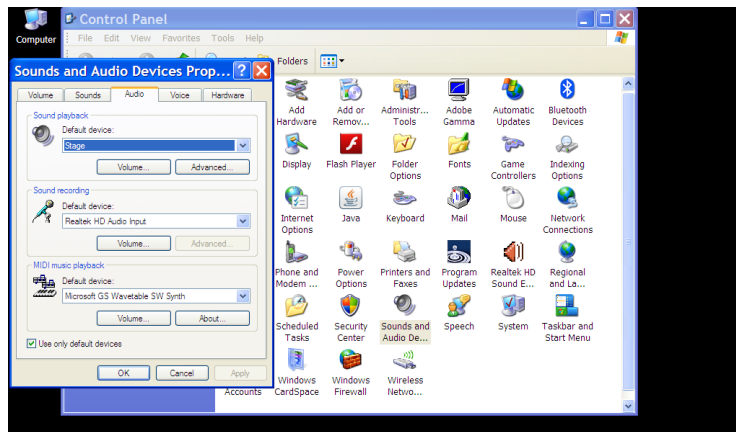 Computer
Control Panel
File Edit View Favorites Tools Help
Folders
Sounds and Audio Devices Prop...
Volume Sounds Audio Voice Hardware
Sound playback
Default device:
Stage
Volume... Advanced...
Sound recording
Default device:
Realtek HD Audio Input
Volume... Advanced...
MIDI music playback
Default device:
Microsoft GS Wavetable SW Synth
Volume... About...
Use only default devices
OK Cancel Apply
Add Hardware
Add or Remov...
Administr... Tools
Adobe Gamma
Automatic Updates
Bluetooth Devices
Display
Flash Player
Folder Options
Fonts
Game Controllers
Indexing Options
Internet Options
Java
Keyboard
Mail
Mouse
Network Connections
Phone and Modem ...
Power Options
Printers and Faxes
Program Updates
Realtek HD Sound E...
Regional and La...
Scheduled Tasks
Security Center
Sounds and Audio De...
Speech
System
Taskbar and Start Menu
Accounts
Windows CardSpace
Windows Firewall
Wireless Netwo...